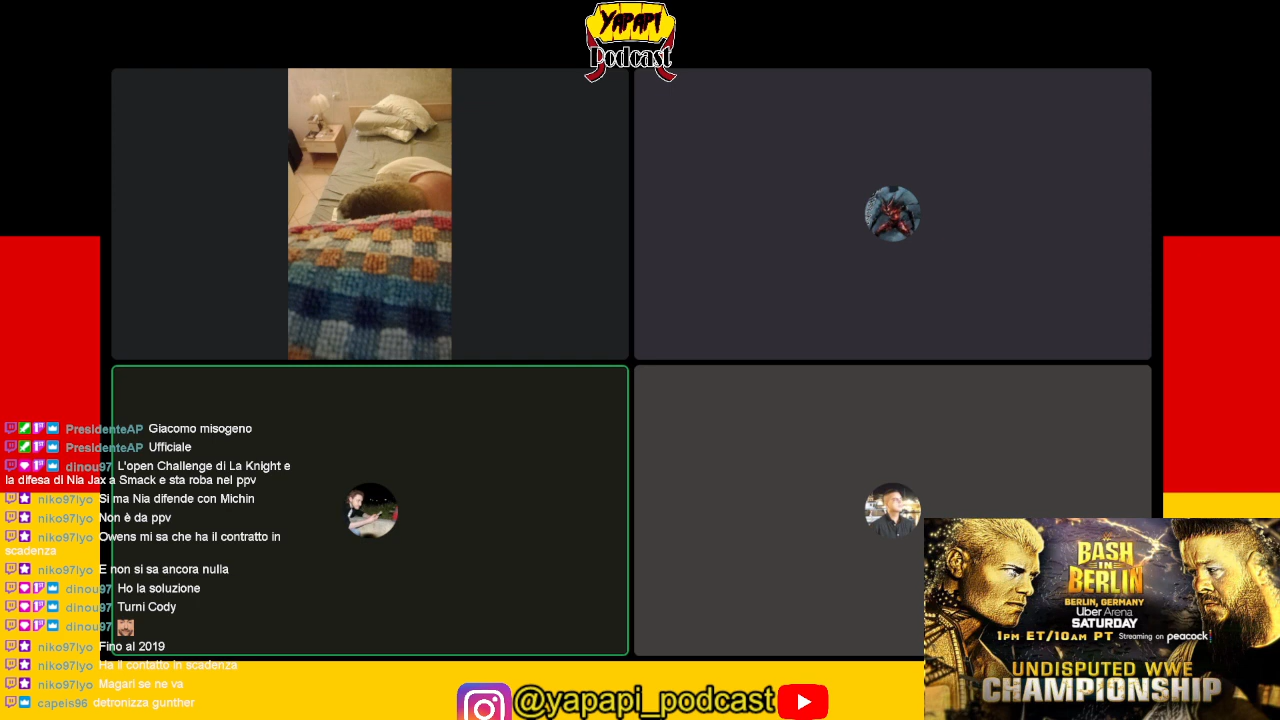 YAPAPI
Podcast
PresidenteAP Giacomo misogeno
PresidenteAP Ufficiale
dinou97 L'open Challenge di La Knight e
la difesa di Nia Jax a Smack e sta roba nel ppv
niko97lyo Si ma Nia difende con Michin
niko97lyo Non è da ppv
niko97lyo Owens mi sa che ha il contratto in
scadenza
niko97lyo E non si sa ancora nulla
dinou97 Ho la soluzione
dinou97 Turni Cody
dinou97
niko97lyo Fino al 2019
niko97lyo Ha il contatto in scadenza
niko97lyo Magari se ne va
capeis96 detronizza gunther
BASH
IN
BERLIN
BERLIN, GERMANY
Uber Arena
SATURDAY
1PM ET/10AM PT Streaming on peacock
UNDISPUTED WWE
CHAMPIONSHIP
@yapapi_podcast